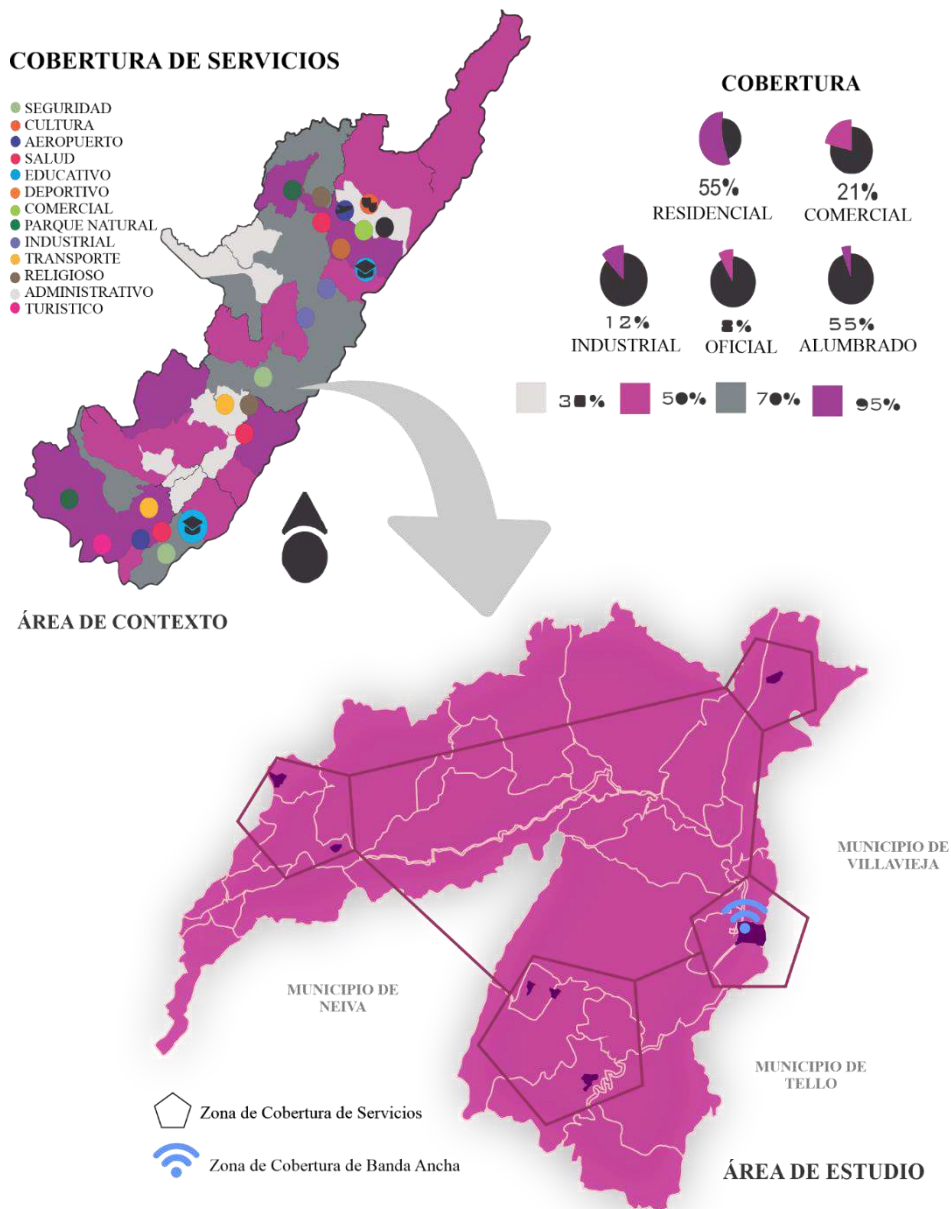 COBERTURA DE SERVICIOS
SEGURIDAD
CULTURA
AEROPUERTO
SALUD
EDUCATIVO
DEPORTIVO
COMERCIAL
PARQUE NATURAL
INDUSTRIAL
TRANSPORTE
RELIGIOSO
ADMINISTRATIVO
TURISTICO
COBERTURA
55%
RESIDENCIAL
21%
COMERCIAL
12%
INDUSTRIAL
8%
OFICIAL
55%
ALUMBRADO
30%
50%
70%
95%
ÁREA DE CONTEXTO
MUNICIPIO DE
VILLAVIEJA
MUNICIPIO DE
NEIVA
MUNICIPIO DE
TELLO
Zona de Cobertura de Servicios
Zona de Cobertura de Banda Ancha
ÁREA DE ESTUDIO